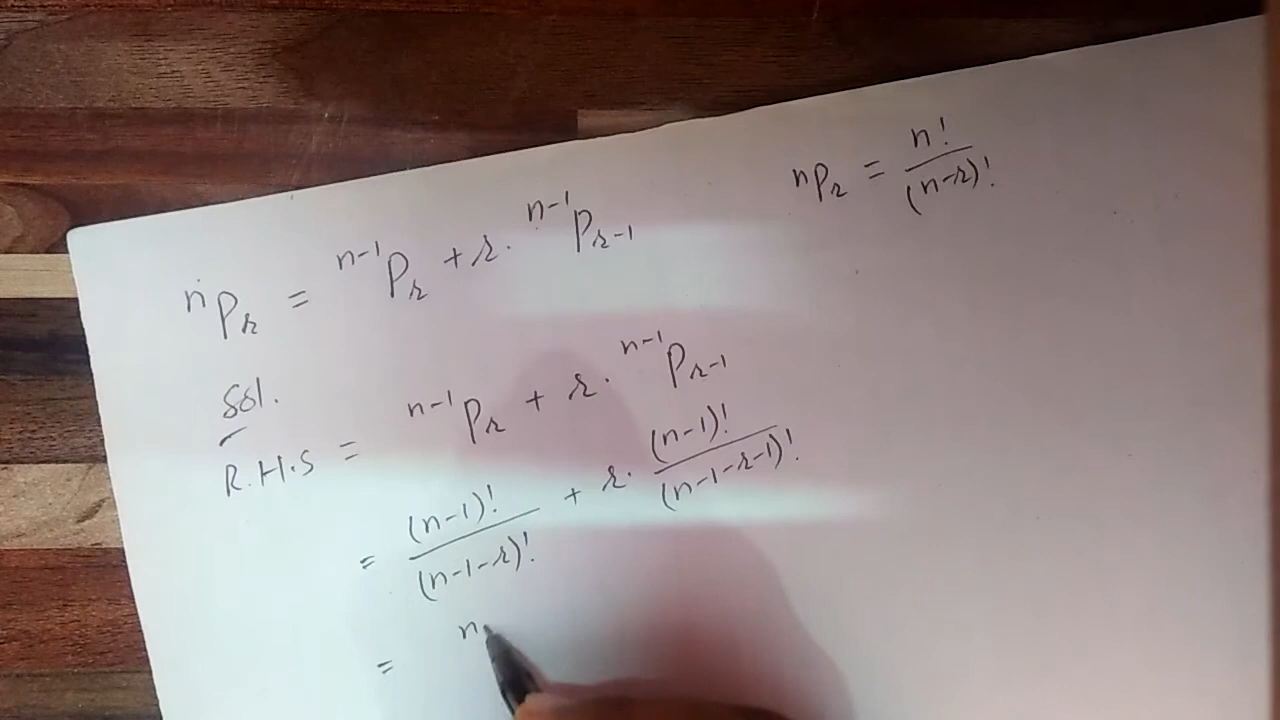 ⁿPᵣ = n!/(n-r)!
ⁿPᵣ = ⁿ⁻¹Pᵣ + r. ⁿ⁻¹Pᵣ₋₁
Sol.
R.H.S = ⁿ⁻¹Pᵣ + r. ⁿ⁻¹Pᵣ₋₁
= (n-1)!/(n-1-r)! + r. (n-1)!/(n-1-r-1)!
= n